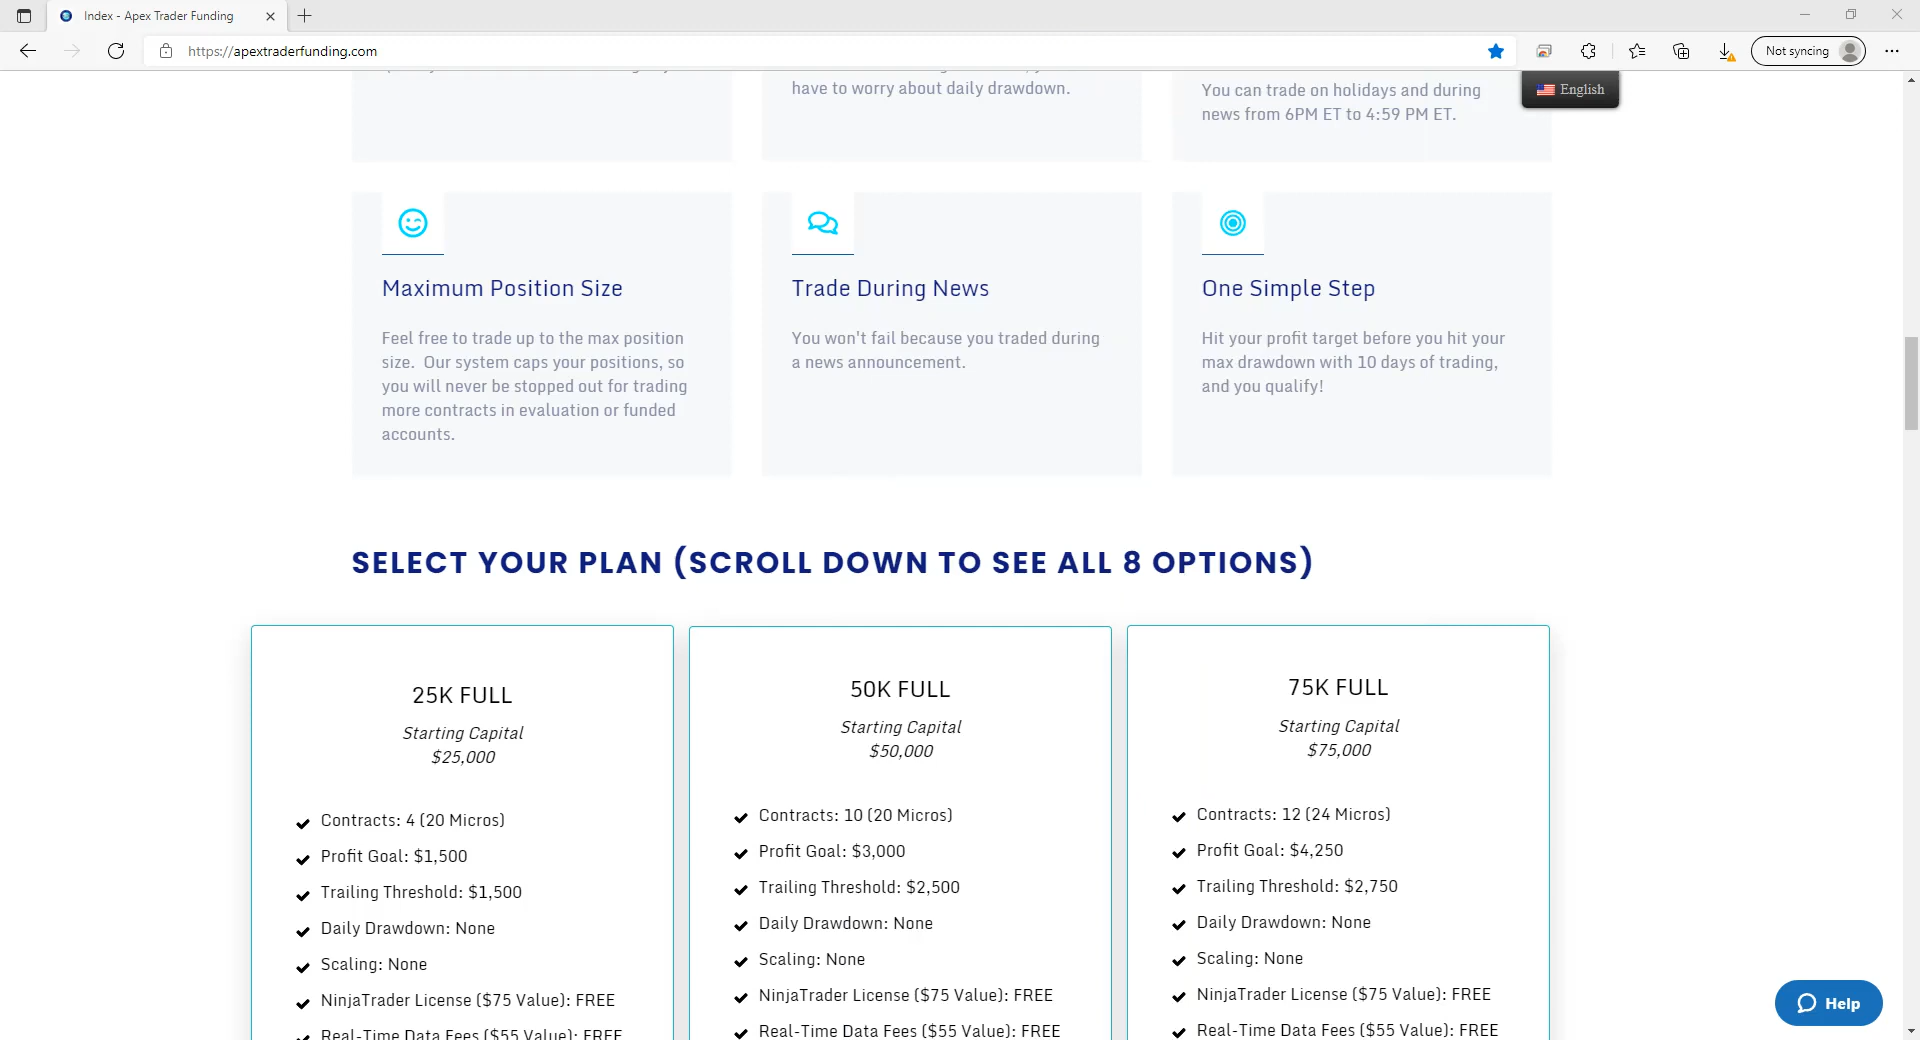 Index - Apex Trader Funding
https://apextraderfunding.com
Not syncing
have to worry about daily drawdown.
You can trade on holidays and during
news from 6PM ET to 4:59 PM ET.
English
Maximum Position Size
Feel free to trade up to the max position
size. Our system caps your positions, so
you will never be stopped out for trading
more contracts in evaluation or funded
accounts.
Trade During News
You won't fail because you traded during
a news announcement.
One Simple Step
Hit your profit target before you hit your
max drawdown with 10 days of trading,
and you qualify!
SELECT YOUR PLAN (SCROLL DOWN TO SEE ALL 8 OPTIONS)
25K FULL
Starting Capital
$25,000
Contracts: 4 (20 Micros)
Profit Goal: $1,500
Trailing Threshold: $1,500
Daily Drawdown: None
Scaling: None
NinjaTrader License ($75 Value): FREE
Real-Time Data Fees ($55 Value): FREE
50K FULL
Starting Capital
$50,000
Contracts: 10 (20 Micros)
Profit Goal: $3,000
Trailing Threshold: $2,500
Daily Drawdown: None
Scaling: None
NinjaTrader License ($75 Value): FREE
Real-Time Data Fees ($55 Value): FREE
75K FULL
Starting Capital
$75,000
Contracts: 12 (24 Micros)
Profit Goal: $4,250
Trailing Threshold: $2,750
Daily Drawdown: None
Scaling: None
NinjaTrader License ($75 Value): FREE
Real-Time Data Fees ($55 Value): FREE
Help